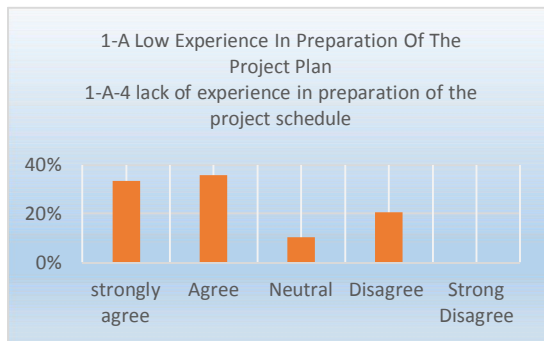 1-A Low Experience In Preparation Of The
Project Plan
1-A-4 lack of experience in preparation of the
project schedule
40%
20%
0%
strongly
agree
Agree
Neutral
Disagree
Strong
Disagree